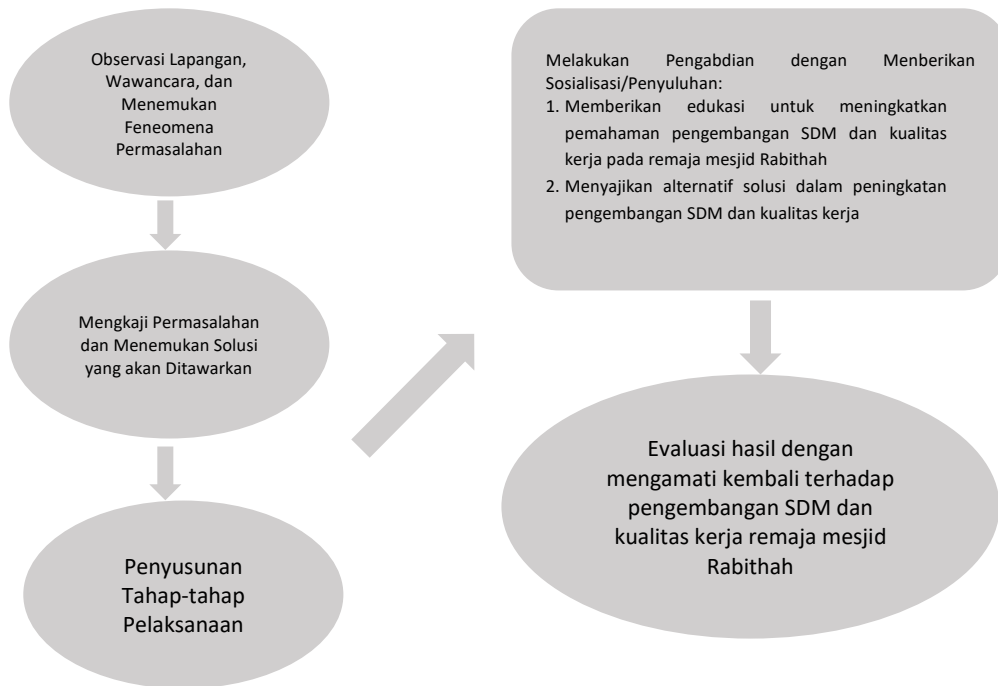 Observasi Lapangan,
Wawancara, dan
Menemukan
Feneomena
Permasalahan
Mengkaji Permasalahan
dan Menemukan Solusi
yang akan Ditawarkan
Penyusunan
Tahap-tahap
Pelaksanaan
Melakukan Pengabdian dengan Menberikan
Sosialisasi/Penyuluhan:
1. Memberikan edukasi untuk meningkatkan
pemahaman pengembangan SDM dan kualitas
kerja pada remaja mesjid Rabithah
2. Menyajikan alternatif solusi dalam peningkatan
pengembangan SDM dan kualitas kerja
Evaluasi hasil dengan
mengamati kembali terhadap
pengembangan SDM dan
kualitas kerja remaja mesjid
Rabithah